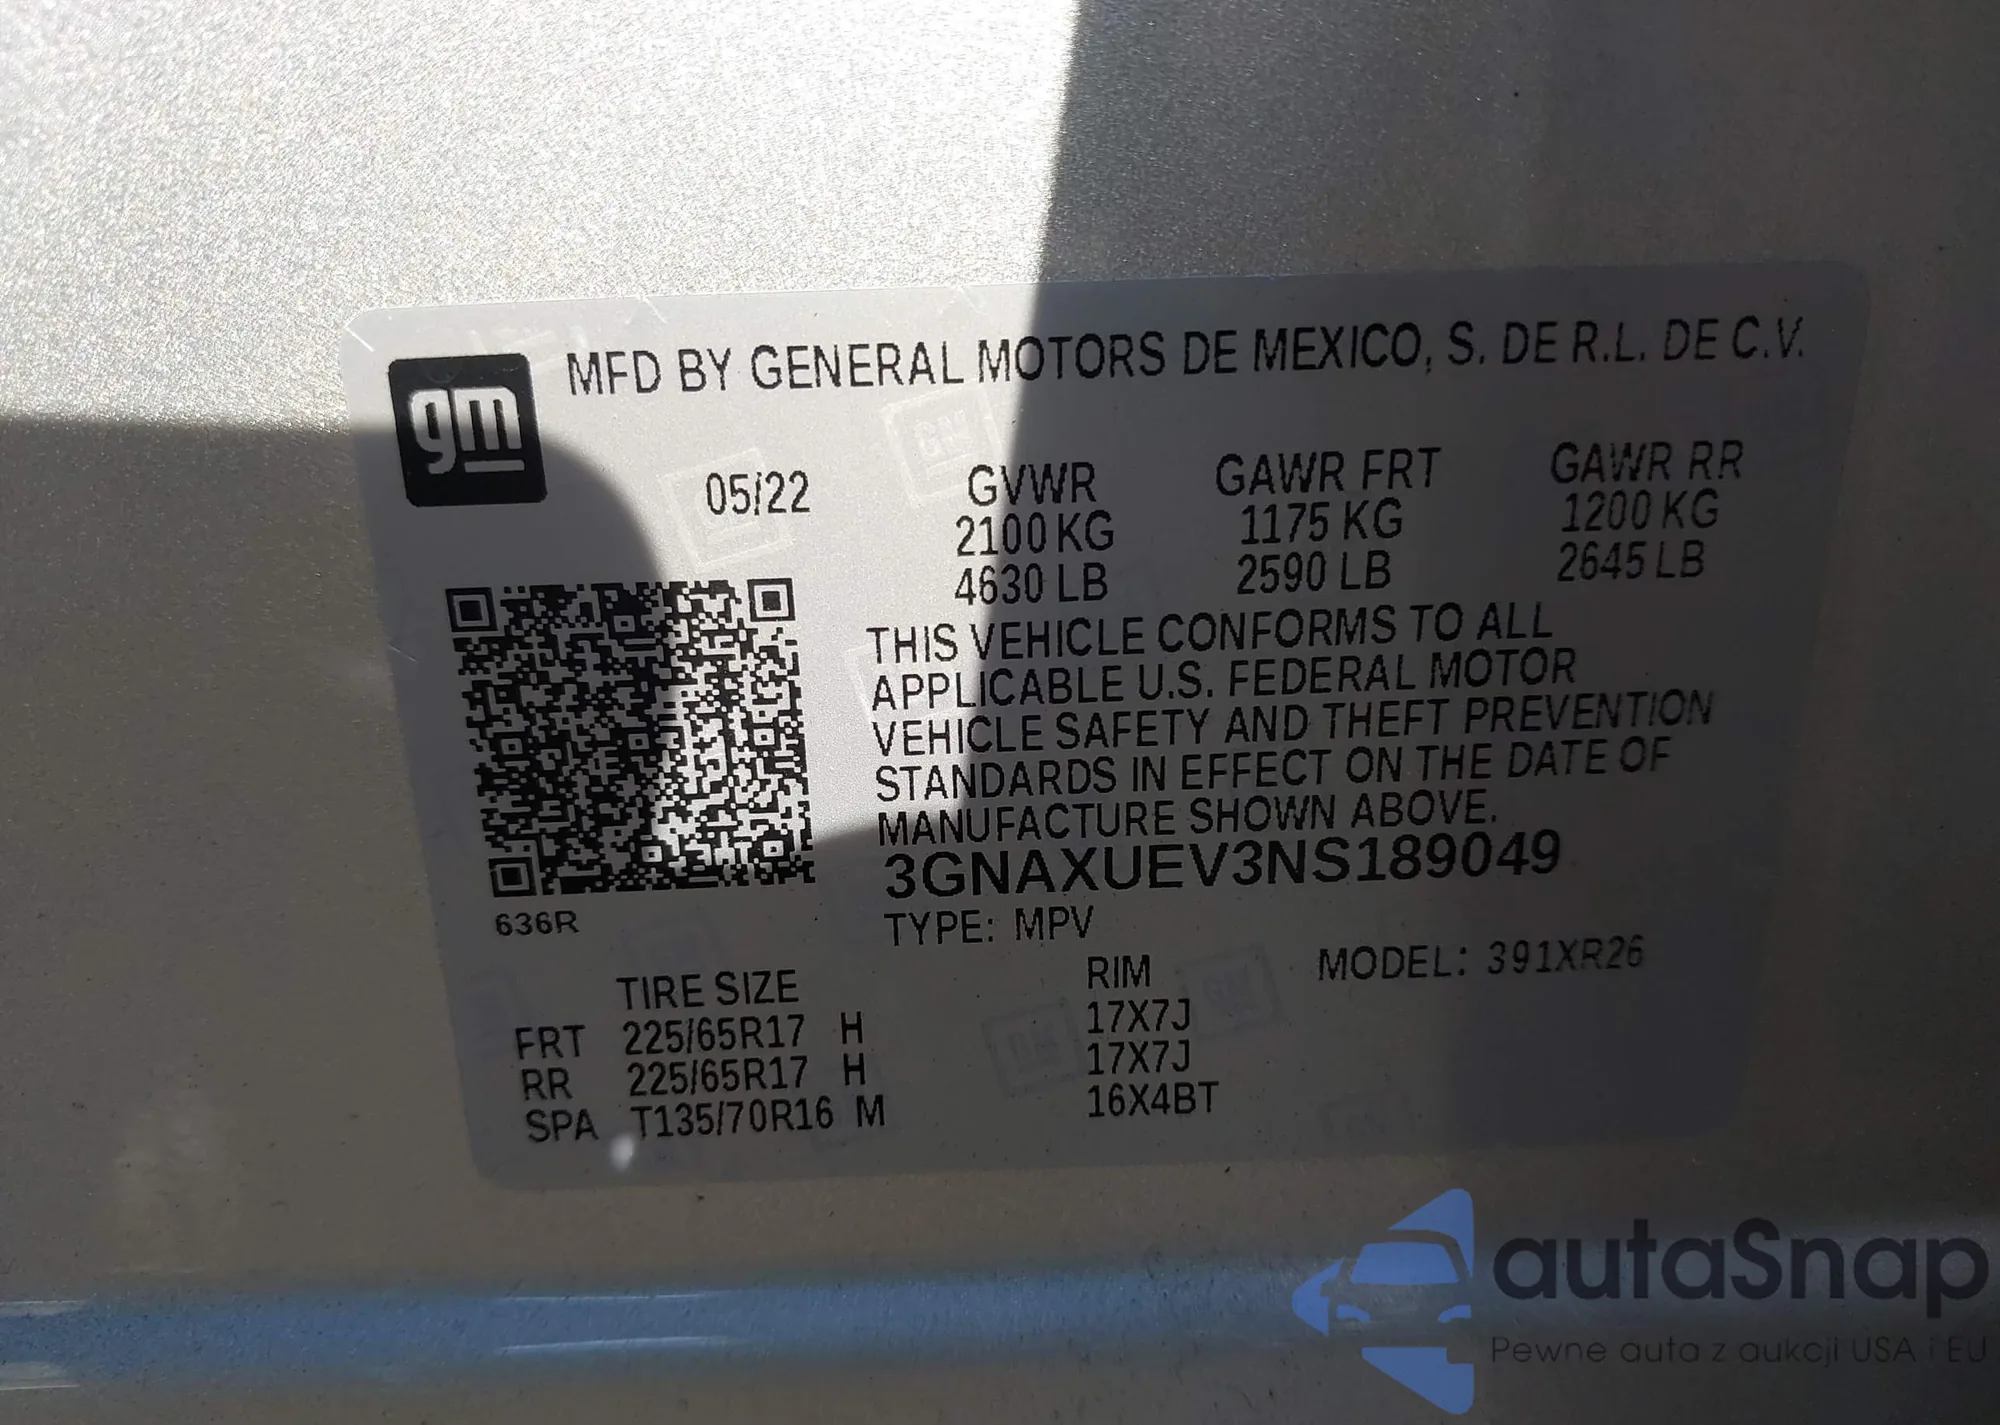 gm
MFD BY GENERAL MOTORS DE MEXICO, S. DE R.L. DE C.V.
05/22
GVWR GAWR FRT GAWR RR
2100 KG 1175 KG 1200 KG
4630 LB 2590 LB 2645 LB
THIS VEHICLE CONFORMS TO ALL
APPLICABLE U.S. FEDERAL MOTOR
VEHICLE SAFETY AND THEFT PREVENTION
STANDARDS IN EFFECT ON THE DATE OF
MANUFACTURE SHOWN ABOVE.
3GNAXUEV3NS189049
636R
TYPE: MPV
MODEL: 391XR26
TIRE SIZE RIM
FRT 225/65R17 H 17X7J
RR 225/65R17 H 17X7J
SPA T135/70R16 M 16X4BT
autaSnap
Pewne auta z aukcji USA i EU